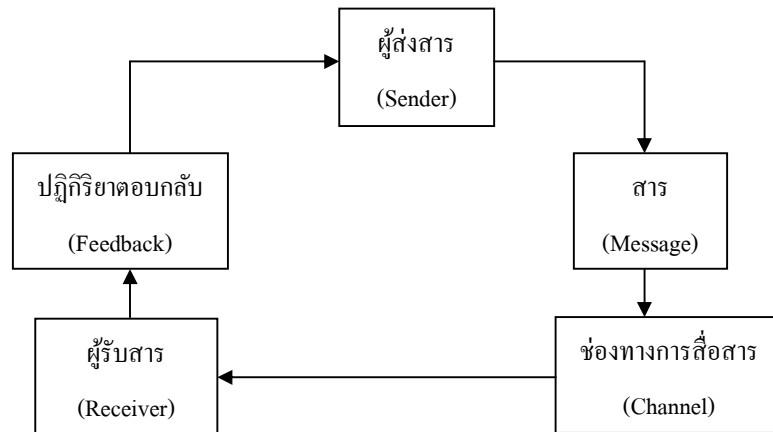 ผู้ส่งสาร
(Sender)
ปฏิกิริยาตอบกลับ
(Feedback)
สาร
(Message)
ผู้รับสาร
(Receiver)
ช่องทางการสื่อสาร
(Channel)